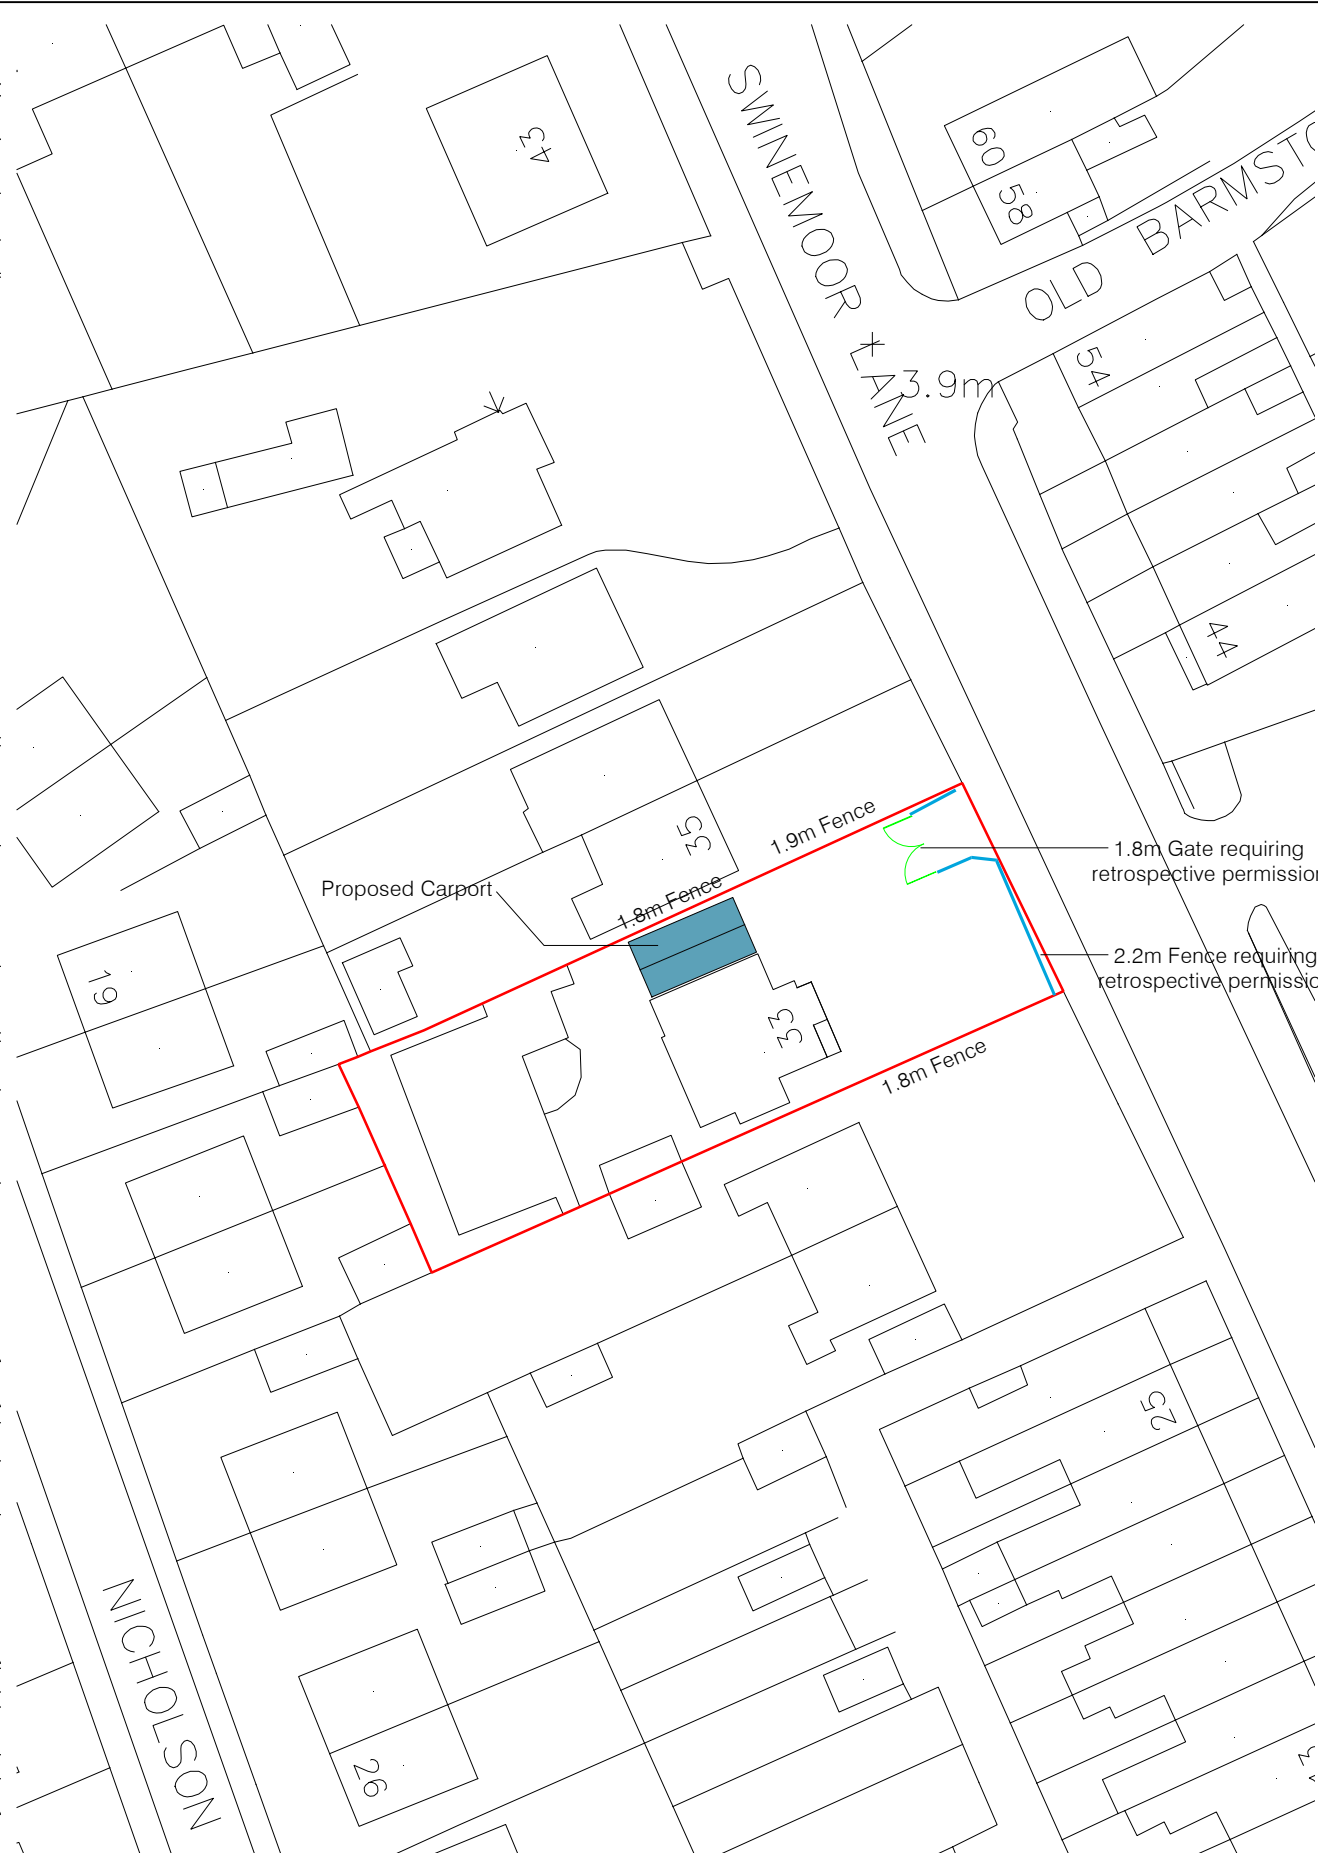 43
SWINEMOOR LANE
60
58
OLD BARMSTO
3.9m
54
44
35
1.9m Fence
1.8m Gate requiring
retrospective permission
Proposed Carport
1.8m Fence
2.2m Fence requiring
retrospective permission
19
33
1.8m Fence
25
NICHOLSON
26